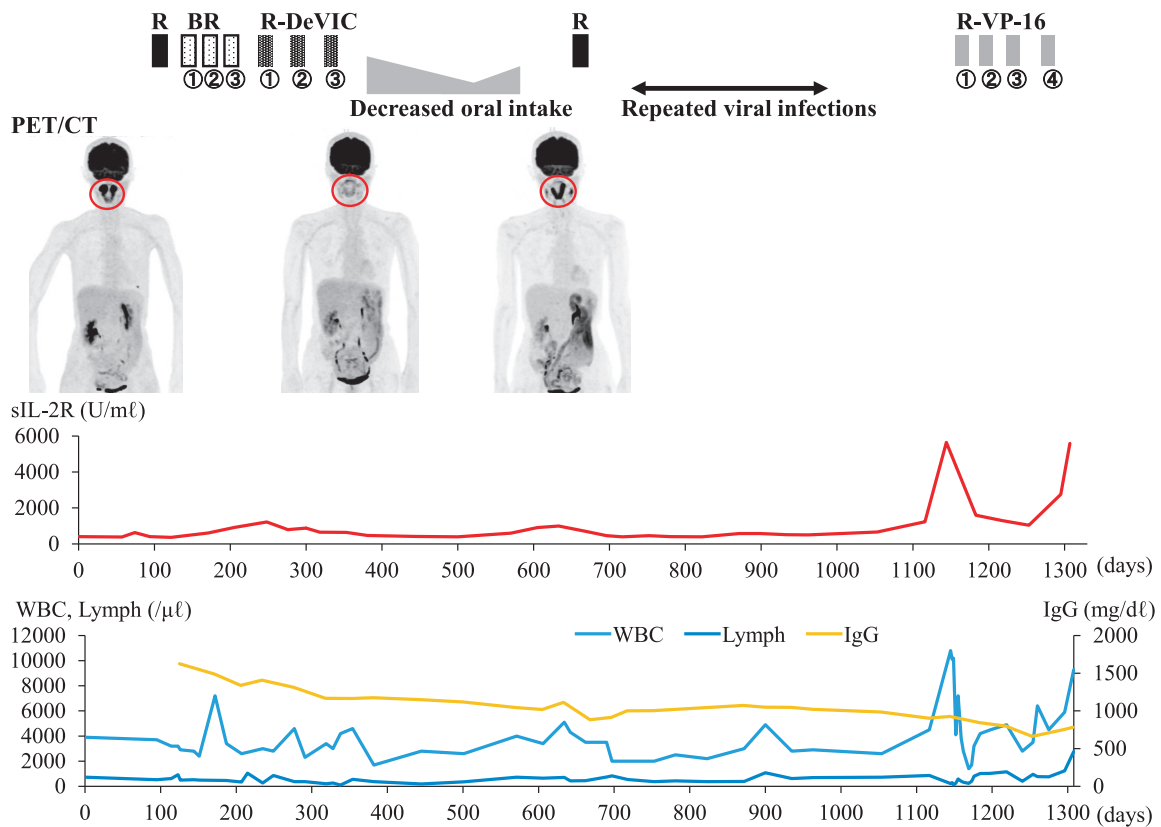 R BR R-DeVIC R R-VP-16
①②③ ① ② ③ ① ② ③ ④
Decreased oral intake Repeated viral infections
PET/CT
sIL-2R (U/mℓ)
6000
4000
2000
0
0 100 200 300 400 500 600 700 800 900 1000 1100 1200 1300 (days)
WBC, Lymph (/μℓ) IgG (mg/dℓ)
WBC Lymph IgG
12000 2000
10000
8000 1500
6000 1000
4000
2000 500
0 0
0 100 200 300 400 500 600 700 800 900 1000 1100 1240 1300 (days)